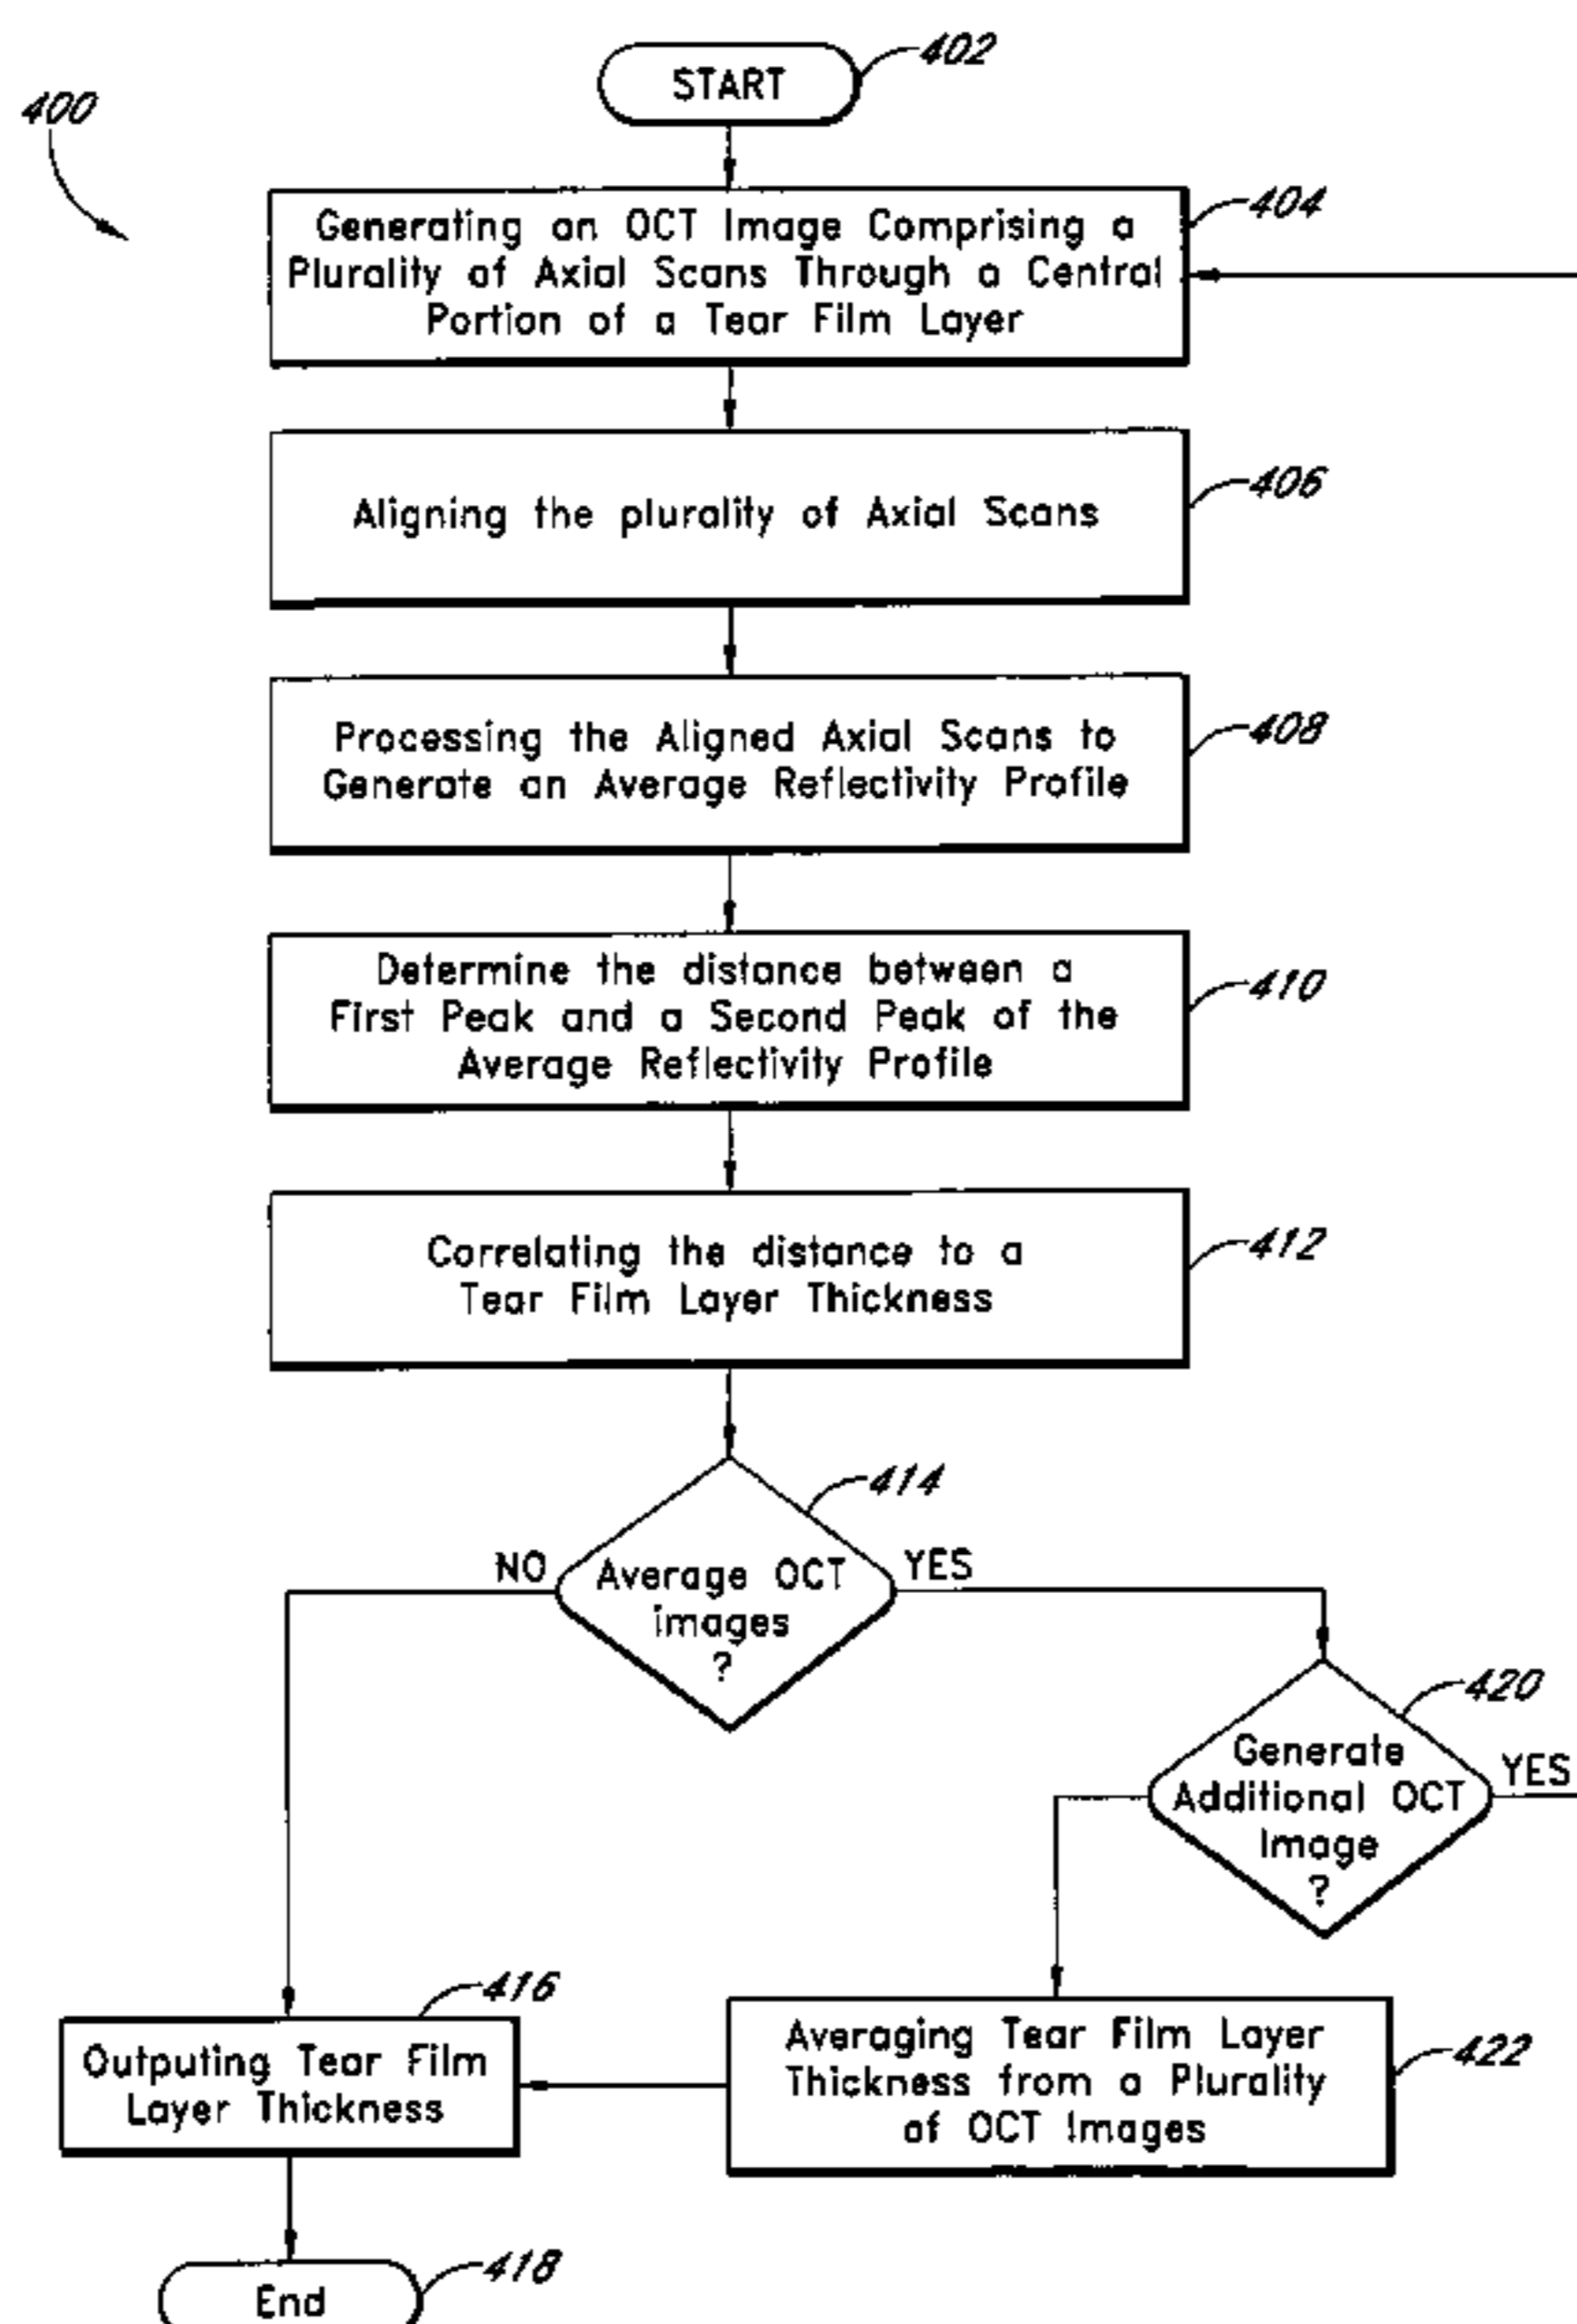 402
START
400
404
Generating an OCT Image Comprising a
Plurality of Axial Scans Through a Central
Portion of a Tear Film Layer
406
Aligning the plurality of Axial Scans
408
Processing the Aligned Axial Scans to
Generate an Average Reflectivity Profile
410
Determine the distance between a
First Peak and a Second Peak of the
Average Reflectivity Profile
412
Correlating the distance to a
Tear Film Layer Thickness
414
NO
YES
Average OCT
images
?
420
Generate
Additional OCT
Image
?
YES
416
Outputing Tear Film
Layer Thickness
422
Averaging Tear Film Layer
Thickness from a Plurality
of OCT Images
418
End